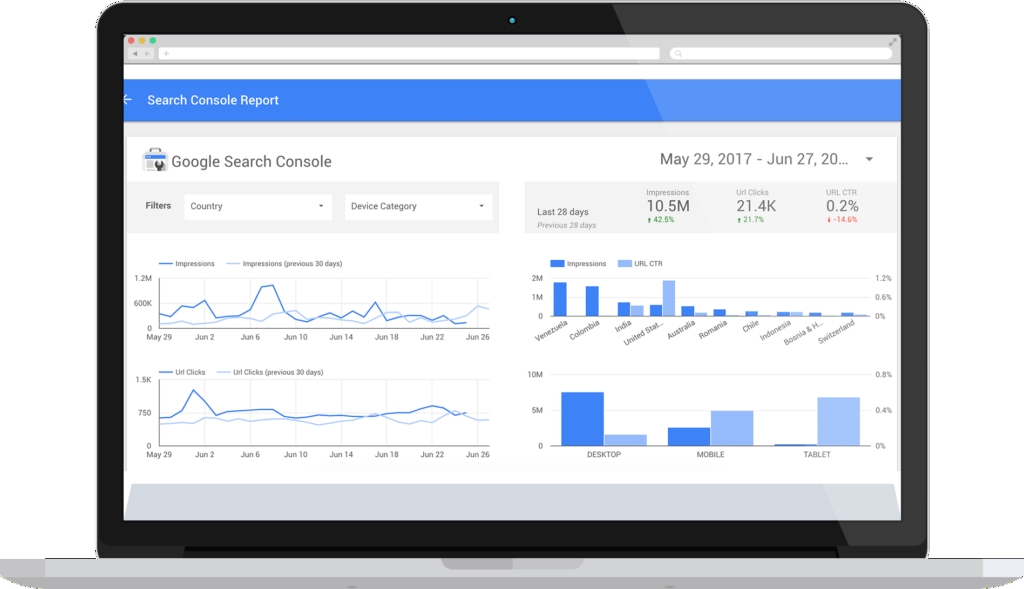 Search Console Report
Google Search Console
May 29, 2017 - Jun 27, 20...
Filters
Country
Device Category
Last 28 days
Previous 28 days
Impressions
10.5M
42.5%
Url Clicks
21.4K
21.7%
URL CTR
0.2%
-14.6%
Impressions
Impressions (previous 30 days)
1.2M
600K
0
May 29
Jun 2
Jun 6
Jun 10
Jun 14
Jun 18
Jun 22
Jun 26
Impressions
URL CTR
2M
1M
0
1.2%
0.6%
0%
Venezuela
Colombia
India
United Stat...
Australia
Romania
Chile
Indonesia
Bosnia & H...
Switzerland
Url Clicks
Url Clicks (previous 30 days)
1.5K
750
0
May 29
Jun 2
Jun 6
Jun 10
Jun 14
Jun 18
Jun 22
Jun 26
10M
5M
0
0.8%
0.4%
0%
DESKTOP
MOBILE
TABLET